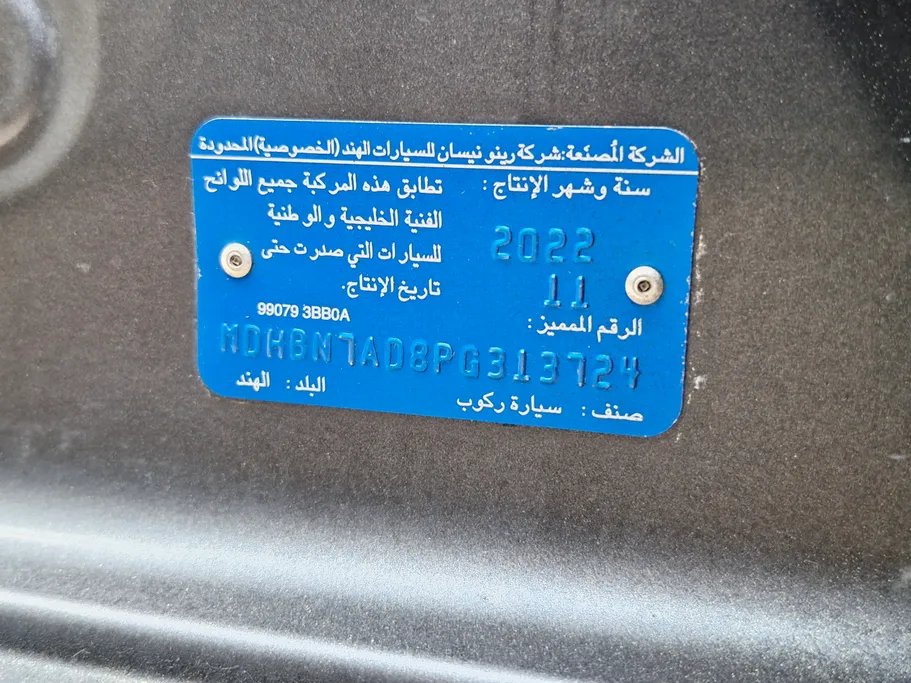 الشركة المُصنعة:شركة رينو نيسان للسيارات الهند(الخصوصية)المحدودة
سنة وشهر الإنتاج :
2022
11
تطابق هذه المركبة جميع اللوائح
الفنية الخليجية والوطنية
للسيارات التي صدرت حتى
تاريخ الإنتاج.
99079 3BB0A
الرقم المميز :
MDHBN7AD8PG313724
صنف : سيارة ركوب
البلد : الهند